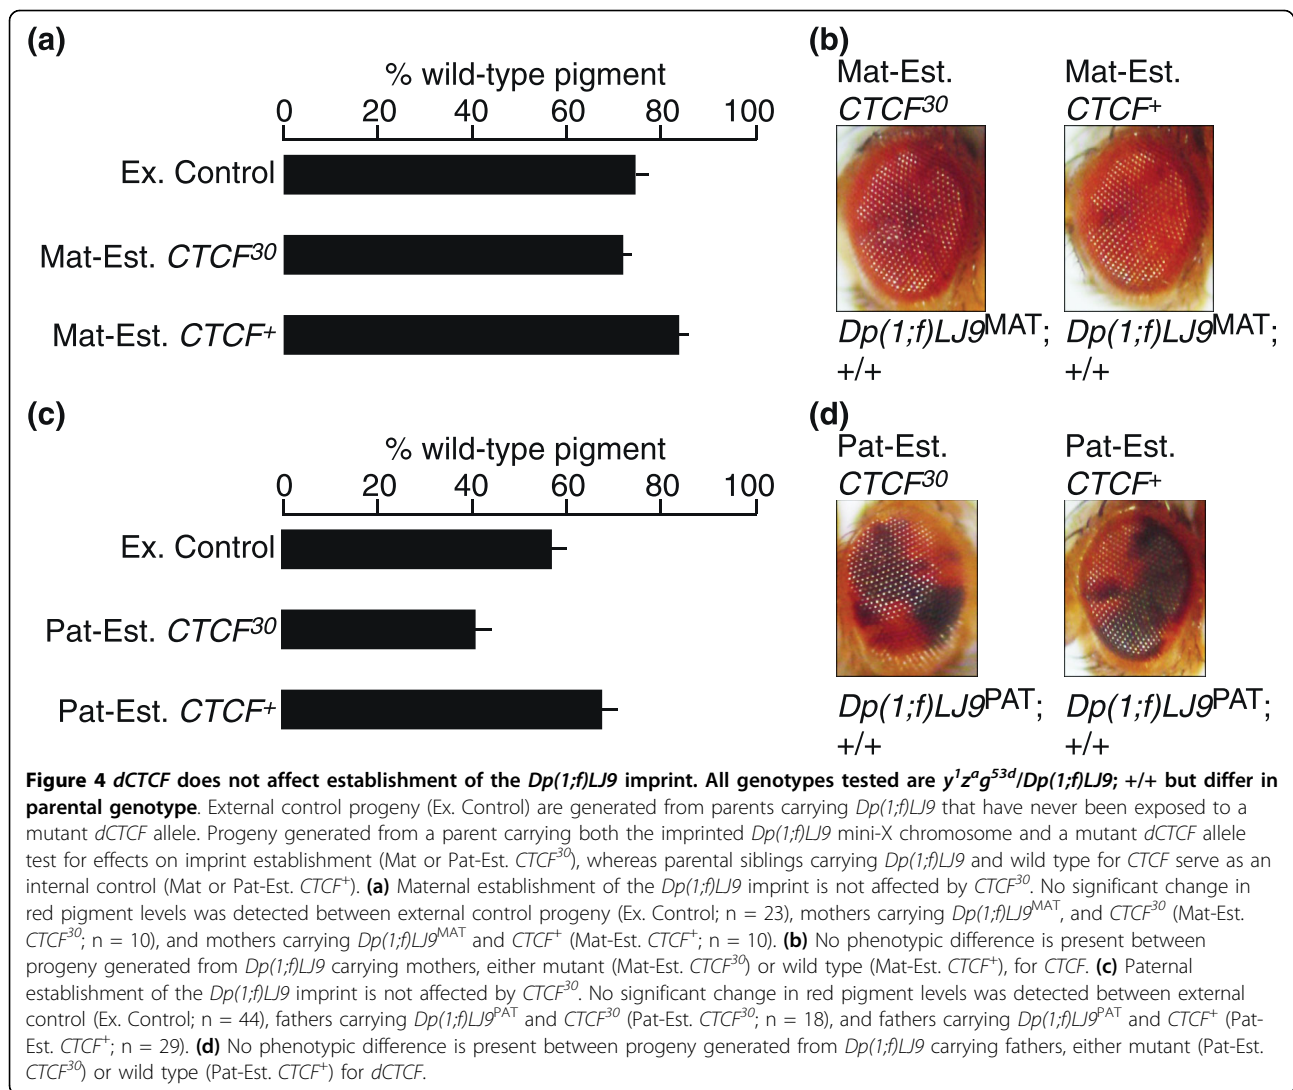 (a)
% wild-type pigment
0 20 40 60 80 100
Ex. Control
Mat-Est. CTCF30
Mat-Est. CTCF+
(b)
Mat-Est. Mat-Est.
CTCF30 CTCF+
Dp(1;f)LJ9MAT; Dp(1;f)LJ9MAT;
+/+ +/+
(c)
% wild-type pigment
0 20 40 60 80 100
Ex. Control
Pat-Est. CTCF30
Pat-Est. CTCF+
(d)
Pat-Est. Pat-Est.
CTCF30 CTCF+
Dp(1;f)LJ9PAT; Dp(1;f)LJ9PAT;
+/+ +/+
Figure 4 dCTCF does not affect establishment of the Dp(1;f)LJ9 imprint. All genotypes tested are y1zag53d/Dp(1;f)LJ9; +/+ but differ in
parental genotype. External control progeny (Ex. Control) are generated from parents carrying Dp(1;f)LJ9 that have never been exposed to a
mutant dCTCF allele. Progeny generated from a parent carrying both the imprinted Dp(1;f)LJ9 mini-X chromosome and a mutant dCTCF allele
test for effects on imprint establishment (Mat or Pat-Est. CTCF30), whereas parental siblings carrying Dp(1;f)LJ9 and wild type for CTCF serve as an
internal control (Mat or Pat-Est. CTCF+). (a) Maternal establishment of the Dp(1;f)LJ9 imprint is not affected by CTCF30. No significant change in
red pigment levels was detected between external control progeny (Ex. Control; n = 23), mothers carrying Dp(1;f)LJ9MAT, and CTCF30 (Mat-Est.
CTCF30; n = 10), and mothers carrying Dp(1;f)LJ9MAT and CTCF+ (Mat-Est. CTCF+; n = 10). (b) No phenotypic difference is present between
progeny generated from Dp(1;f)LJ9 carrying mothers, either mutant (Mat-Est. CTCF30) or wild type (Mat-Est. CTCF+), for CTCF. (c) Paternal
establishment of the Dp(1;f)LJ9 imprint is not affected by CTCF30. No significant change in red pigment levels was detected between external
control (Ex. Control; n = 44), fathers carrying Dp(1;f)LJ9PAT and CTCF30 (Pat-Est. CTCF30; n = 18), and fathers carrying Dp(1;f)LJ9PAT and CTCF+ (Pat-
Est. CTCF+; n = 29). (d) No phenotypic difference is present between progeny generated from Dp(1;f)LJ9 carrying fathers, either mutant (Pat-Est.
CTCF30) or wild type (Pat-Est. CTCF+) for dCTCF.